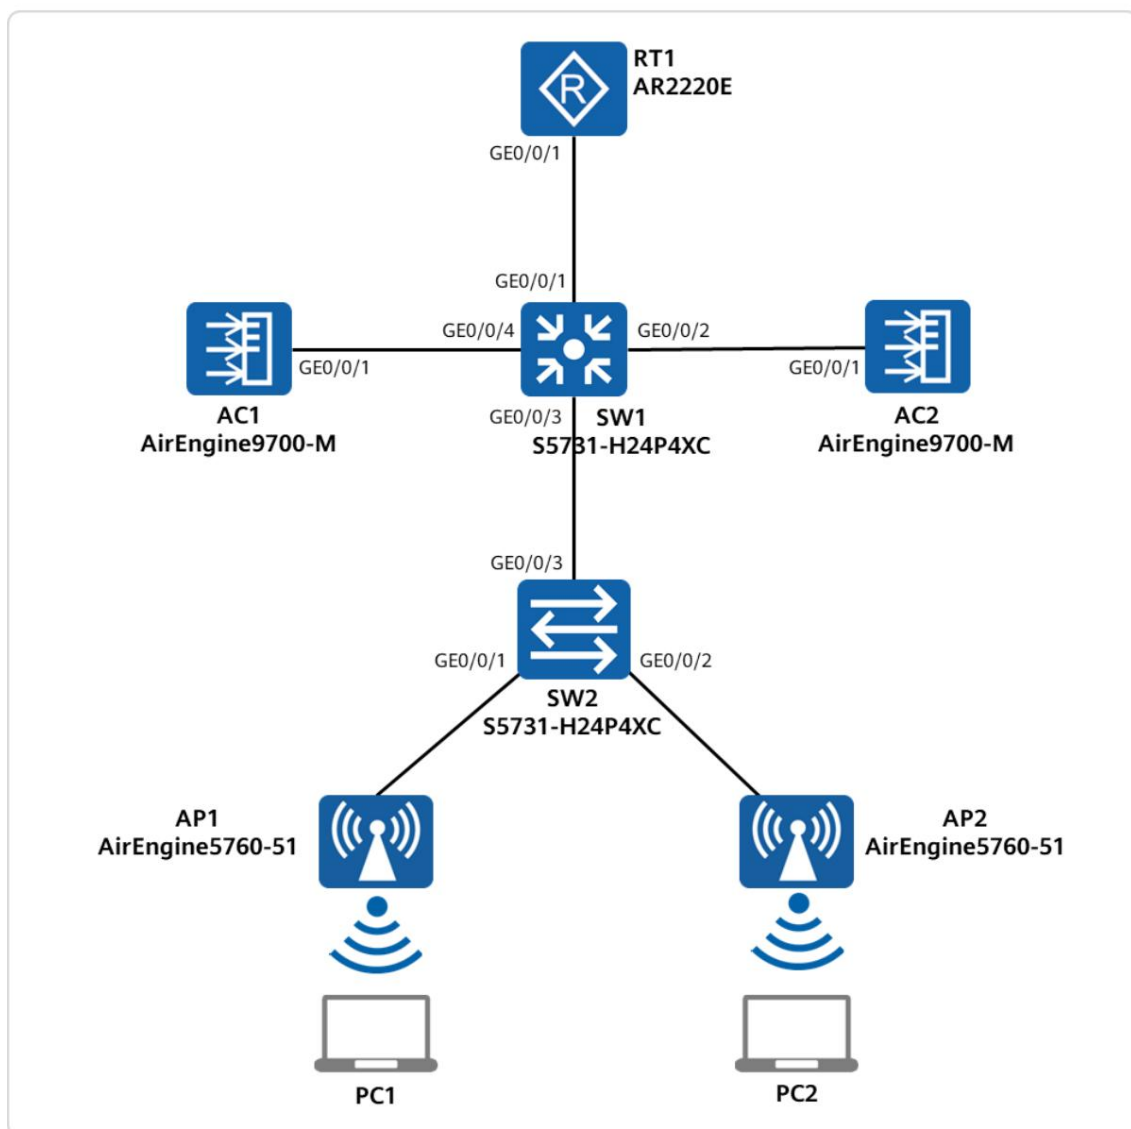 RT1
AR2220E
R
GE0/0/1
GE0/0/1
GE0/0/4
GE0/0/2
GE0/0/1
GE0/0/1
AC1
AirEngine9700-M
GE0/0/3
SW1
S5731-H24P4XC
AC2
AirEngine9700-M
GE0/0/3
GE0/0/1
GE0/0/2
SW2
S5731-H24P4XC
AP1
AirEngine5760-51
AP2
AirEngine5760-51
PC1
PC2